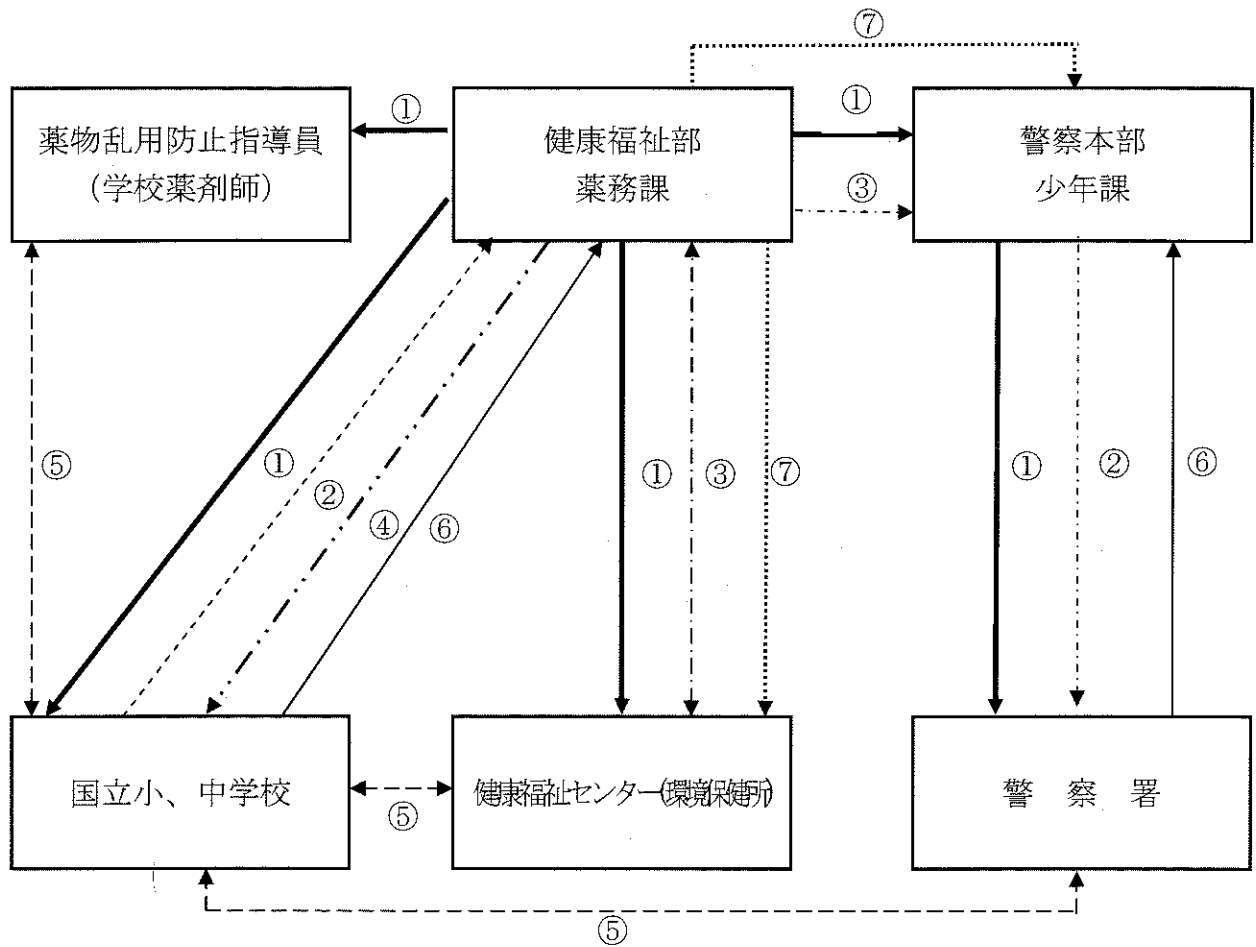 ⑦
薬物乱用防止指導員
(学校薬剤師)
①
健康福祉部
薬務課
①
③
警察本部
少年課
⑤
①
②
④
⑥
①
③
⑦
①
②
⑥
国立小、中学校
⑤
健康福祉センター(環境保健所)
警 察 署
⑤